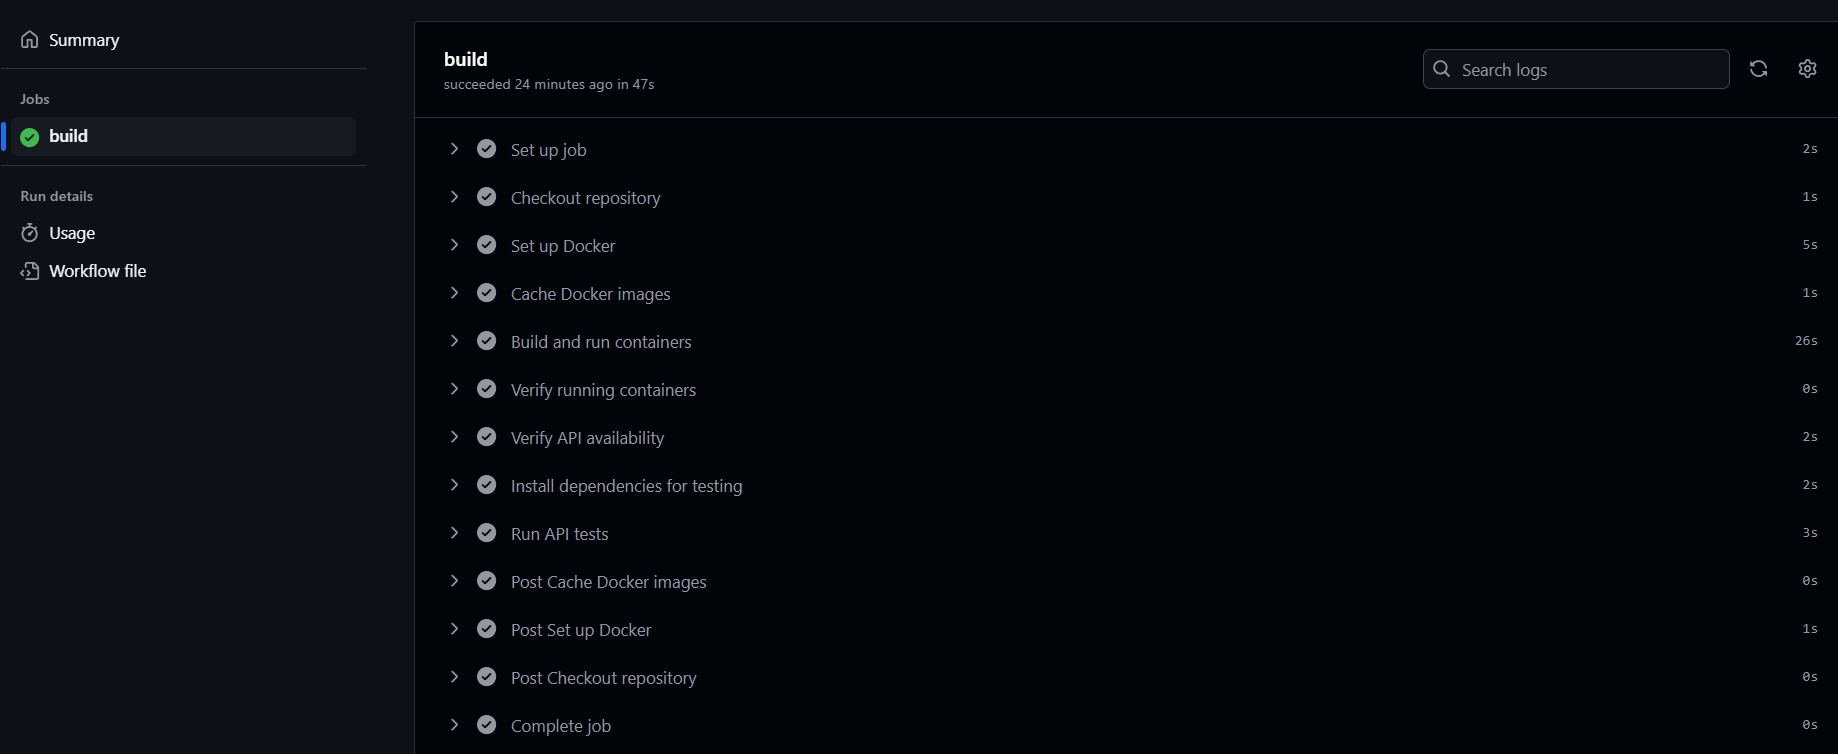 Summary
Jobs
build
Run details
Usage
Workflow file
build
succeeded 24 minutes ago in 47s
Search logs
Set up job 2s
Checkout repository 1s
Set up Docker 5s
Cache Docker images 1s
Build and run containers 26s
Verify running containers 0s
Verify API availability 2s
Install dependencies for testing 2s
Run API tests 3s
Post Cache Docker images 0s
Post Set up Docker 1s
Post Checkout repository 0s
Complete job 0s